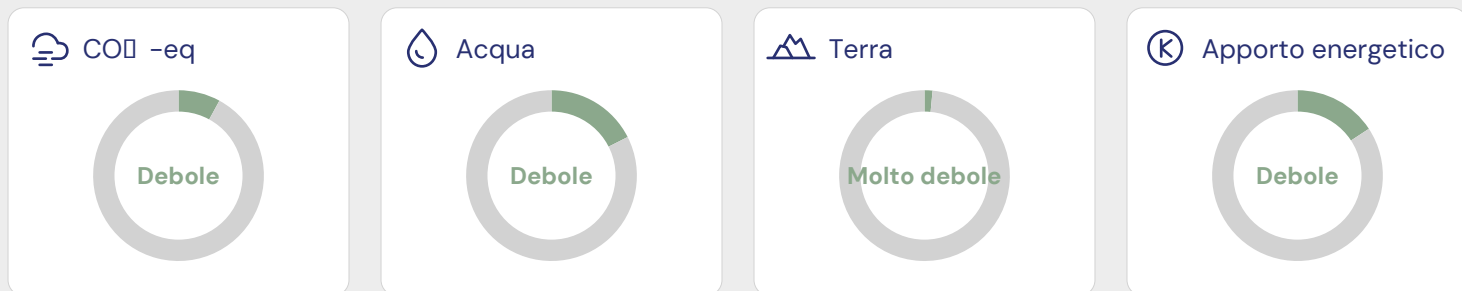 CO▯ -eq
Debole
Acqua
Debole
Terra
Molto debole
Apporto energetico
Debole